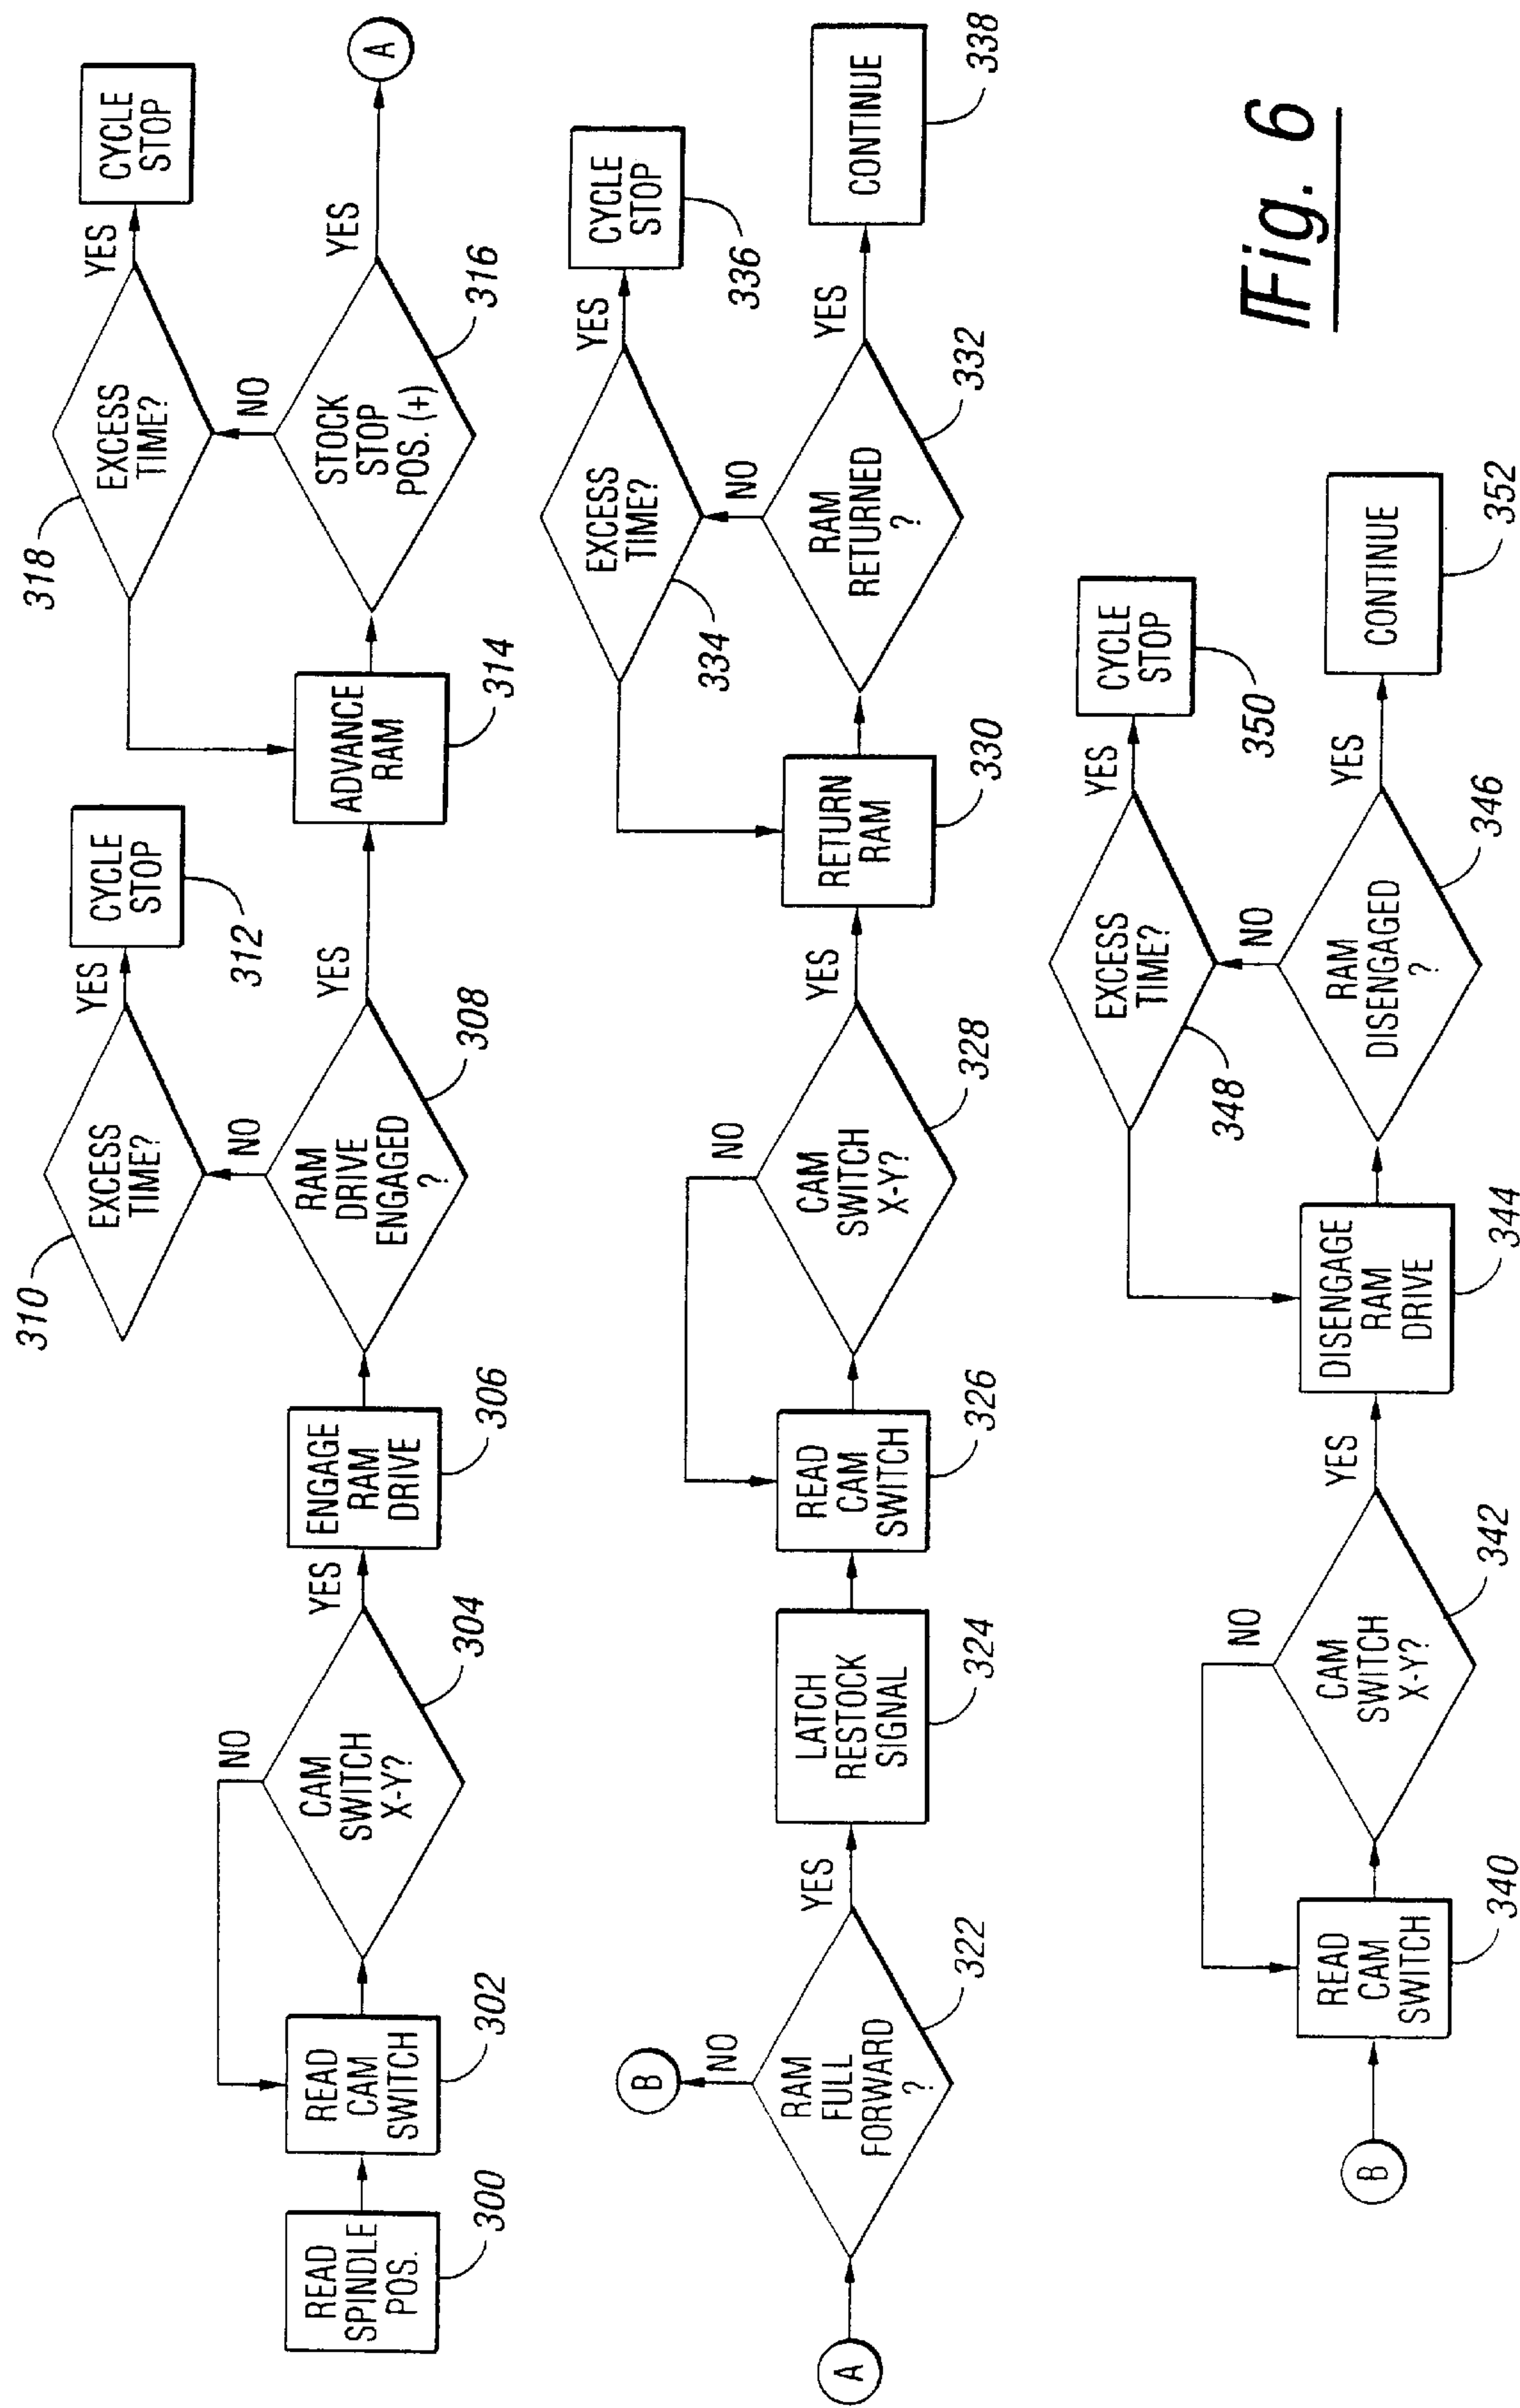 READ
SPINDLE
POS.
300
READ
CAM
SWITCH
302
CAM
SWITCH
X-Y?
304
NO
YES
ENGAGE
RAM
DRIVE
306
RAM
DRIVE
ENGAGED
?
308
NO
EXCESS
TIME?
310
YES
CYCLE
STOP
312
YES
ADVANCE
RAM
314
STOCK
STOP
POS. (+)
316
NO
EXCESS
TIME?
318
YES
CYCLE
STOP
YES
A
A
RAM
FULL
FORWARD
?
322
NO
B
YES
LATCH
RESTOCK
SIGNAL
324
READ
CAM
SWITCH
326
CAM
SWITCH
X-Y?
328
NO
YES
RETURN
RAM
330
RAM
RETURNED
?
332
NO
EXCESS
TIME?
334
YES
CYCLE
STOP
336
YES
CONTINUE
338
B
READ
CAM
SWITCH
340
CAM
SWITCH
X-Y?
342
NO
YES
DISENGAGE
RAM
DRIVE
344
RAM
DISENGAGED
?
346
NO
EXCESS
TIME?
348
YES
CYCLE
STOP
350
YES
CONTINUE
352
Fig. 6